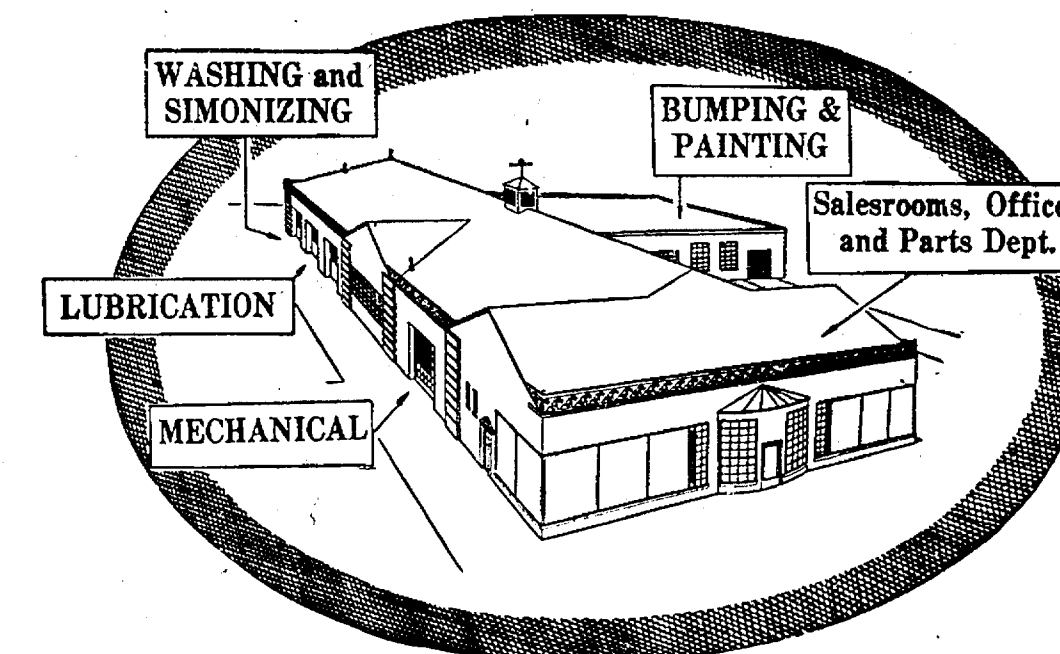 WASHING and
SIMONIZING
BUMPING &
PAINTING
Salesrooms, Office
and Parts Dept.
LUBRICATION
MECHANICAL